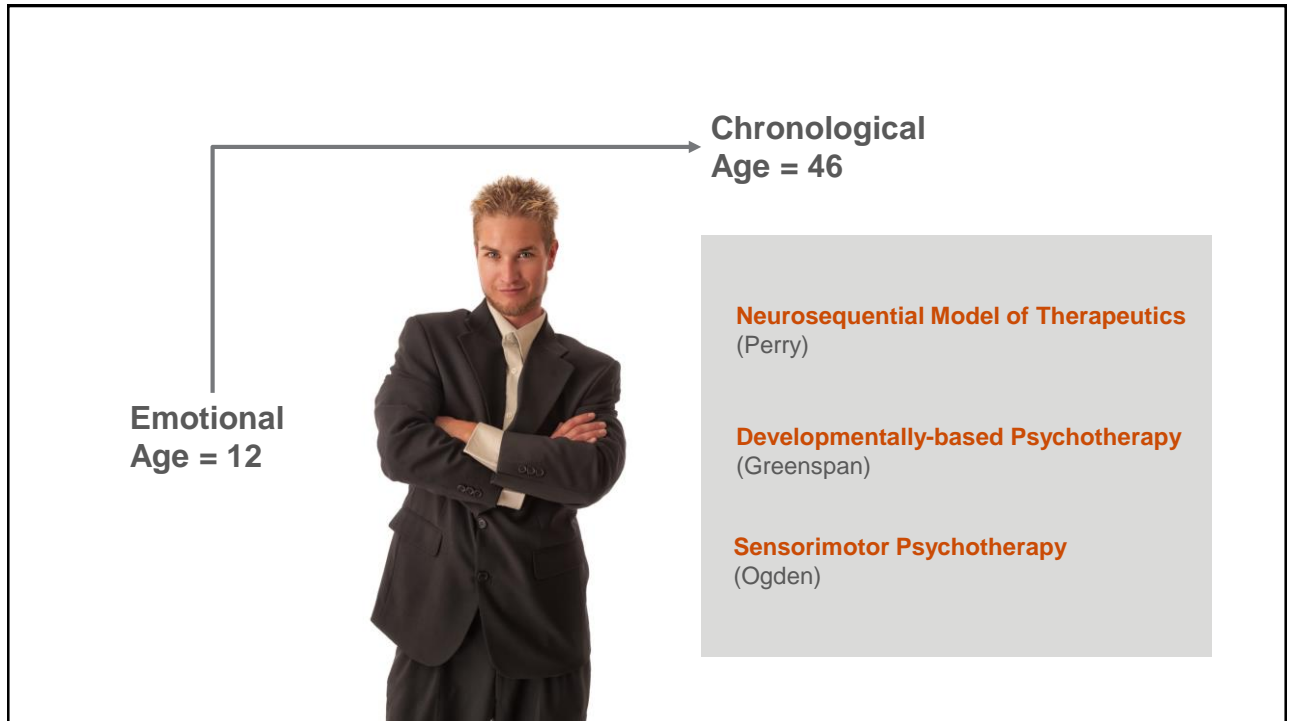 Chronological
Age = 46
Emotional
Age = 12
Neurosequential Model of Therapeutics
(Perry)
Developmentally-based Psychotherapy
(Greenspan)
Sensorimotor Psychotherapy
(Ogden)